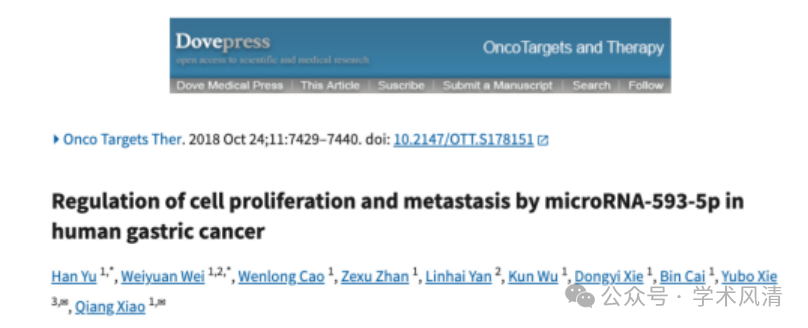 Dovepress
open access to scientific and medical research
OncoTargets and Therapy
Dove Medical Press | This Article | Suscribe | Submit a Manuscript | Search | Follow
Onco Targets Ther. 2018 Oct 24;11:7429–7440. doi: 10.2147/OTT.S178151
Regulation of cell proliferation and metastasis by microRNA-593-5p in
human gastric cancer
Han Yu 1,*, Weiyuan Wei 1,2,*, Wenlong Cao 1, Zexu Zhan 1, Linhai Yan 2, Kun Wu 1, Dongyi Xie 1, Bin Cai 1, Yubo Xie
3,✉, Qiang Xiao 1,✉
公众号 · 学术风清